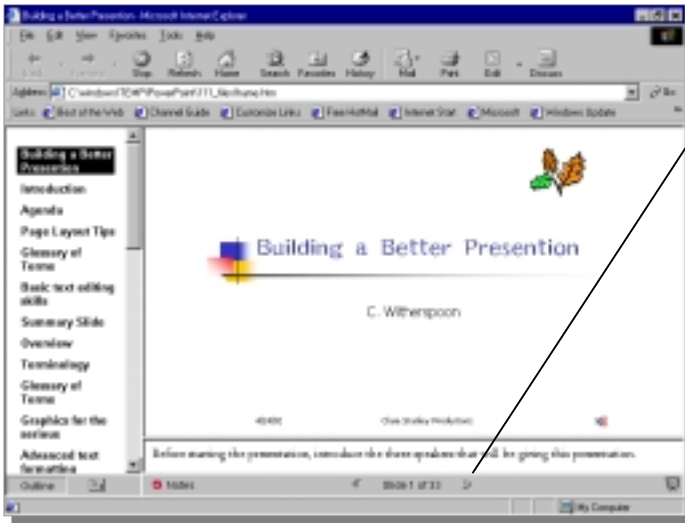 Building a Better Presention - Microsoft Internet Explorer
File Edit View Favorites Tools Help
Stop Refresh Home Search Favorites History Mail Print Edit Discuss
Address Go
Links Best of the Web Channel Guide Customize Links Free HotMail Internet Start Microsoft Windows Update
Building a Better
Presention
Introduction
Agenda
Page Layout Tips
Glossary of
Terms
Basic text editing
skills
Summary Slide
Overview
Terminology
Glossary of
Terms
Graphics for the
serious
Advanced text
formatting
Building a Better Presention
C. Witherspoon
Before starting the presentation, introduce the three speakers that will be giving this presentation.
Outline Notes Slide 1 of 33
My Computer